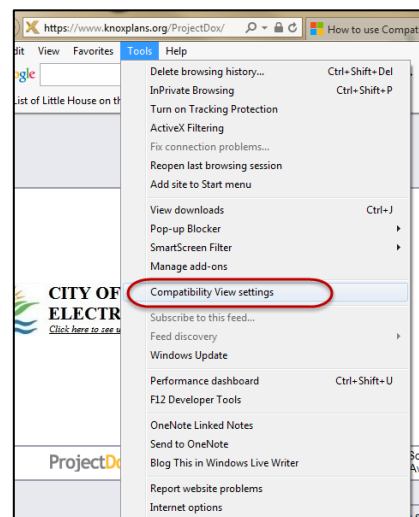 https://www.knoxplans.org/ProjectDox/ How to use Compat
dit View Favorites Tools Help
ogle
List of Little House on th
Delete browsing history... Ctrl+Shift+Del
InPrivate Browsing Ctrl+Shift+P
Turn on Tracking Protection
ActiveX Filtering
Fix connection problems...
Reopen last browsing session
Add site to Start menu
View downloads Ctrl+J
Pop-up Blocker
SmartScreen Filter
Manage add-ons
Compatibility View settings
CITY OF
ELECTR
Click here to see u
Subscribe to this feed...
Feed discovery
Windows Update
Performance dashboard Ctrl+Shift+U
F12 Developer Tools
OneNote Linked Notes
Send to OneNote
Blog This in Windows Live Writer
ProjectDo
Report website problems
Internet options